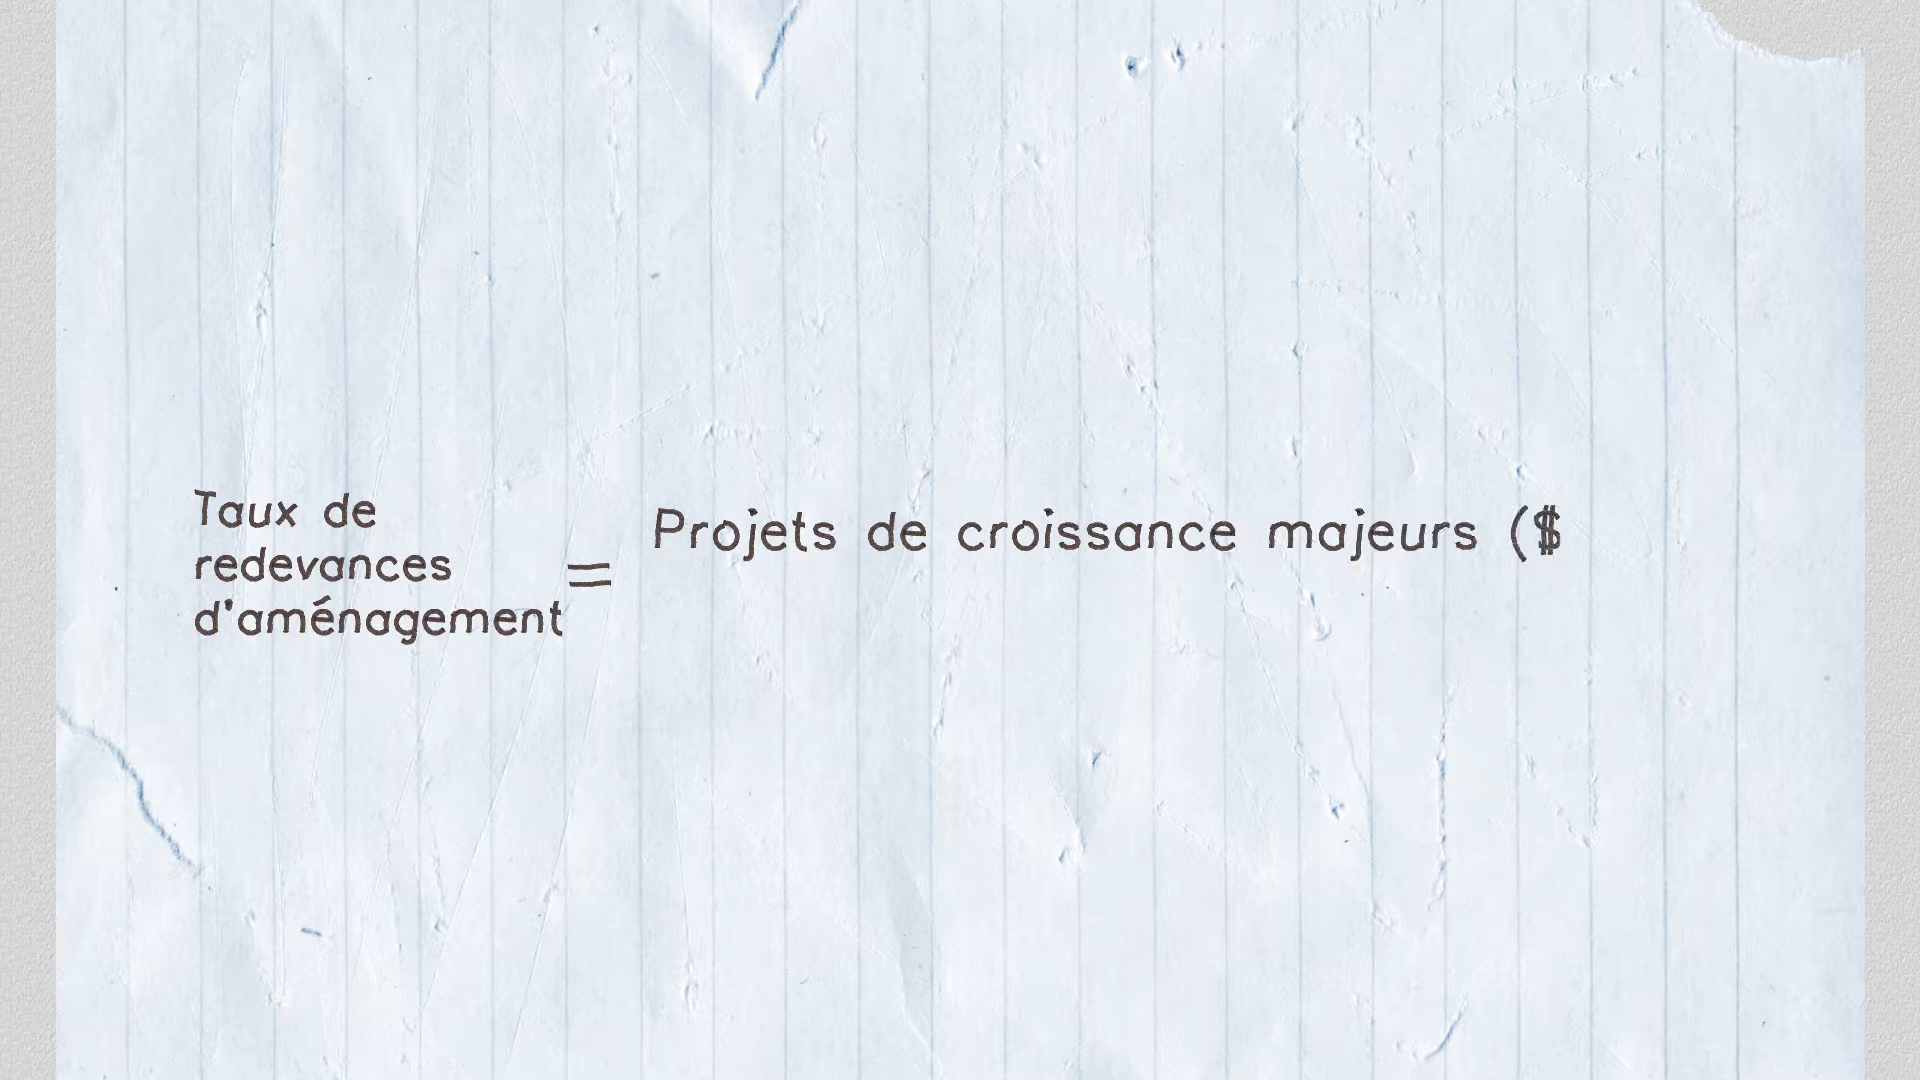 Taux de
redevances
d'aménagement
=
Projets de croissance majeurs ($